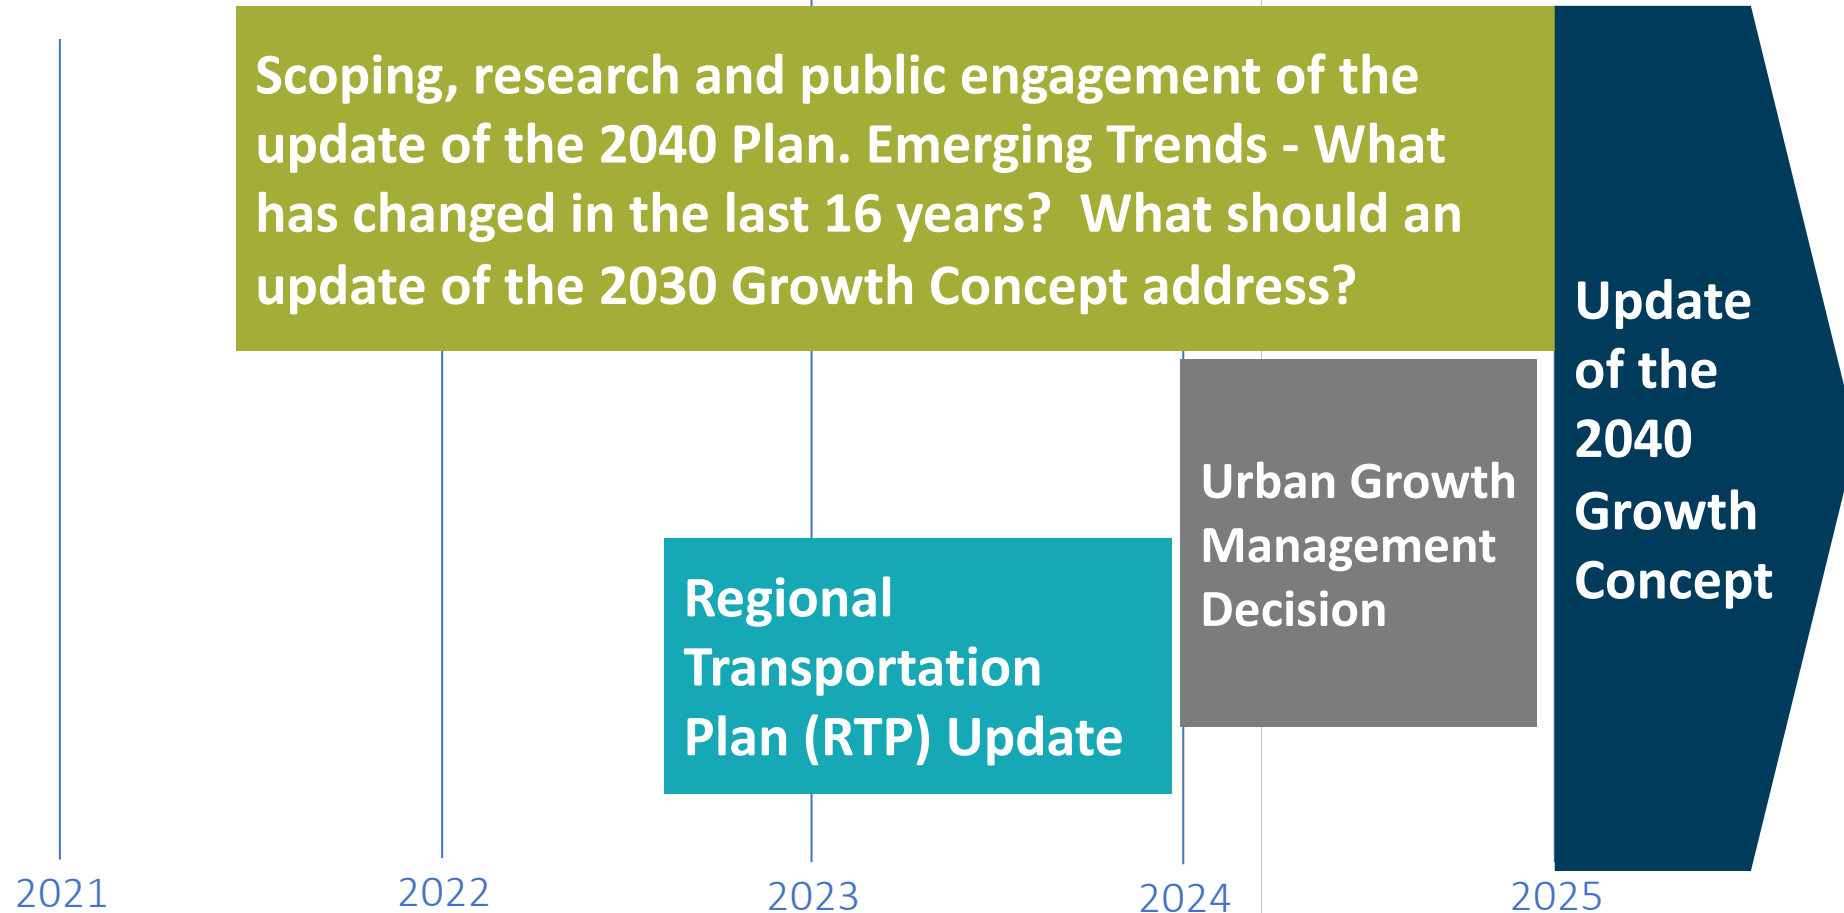 Scoping, research and public engagement of the
update of the 2040 Plan. Emerging Trends - What
has changed in the last 16 years?  What should an
update of the 2030 Growth Concept address?
Update
of the
2040
Growth
Concept
Urban Growth
Management
Decision
Regional
Transportation
Plan (RTP) Update
2021
2022
2023
2024
2025